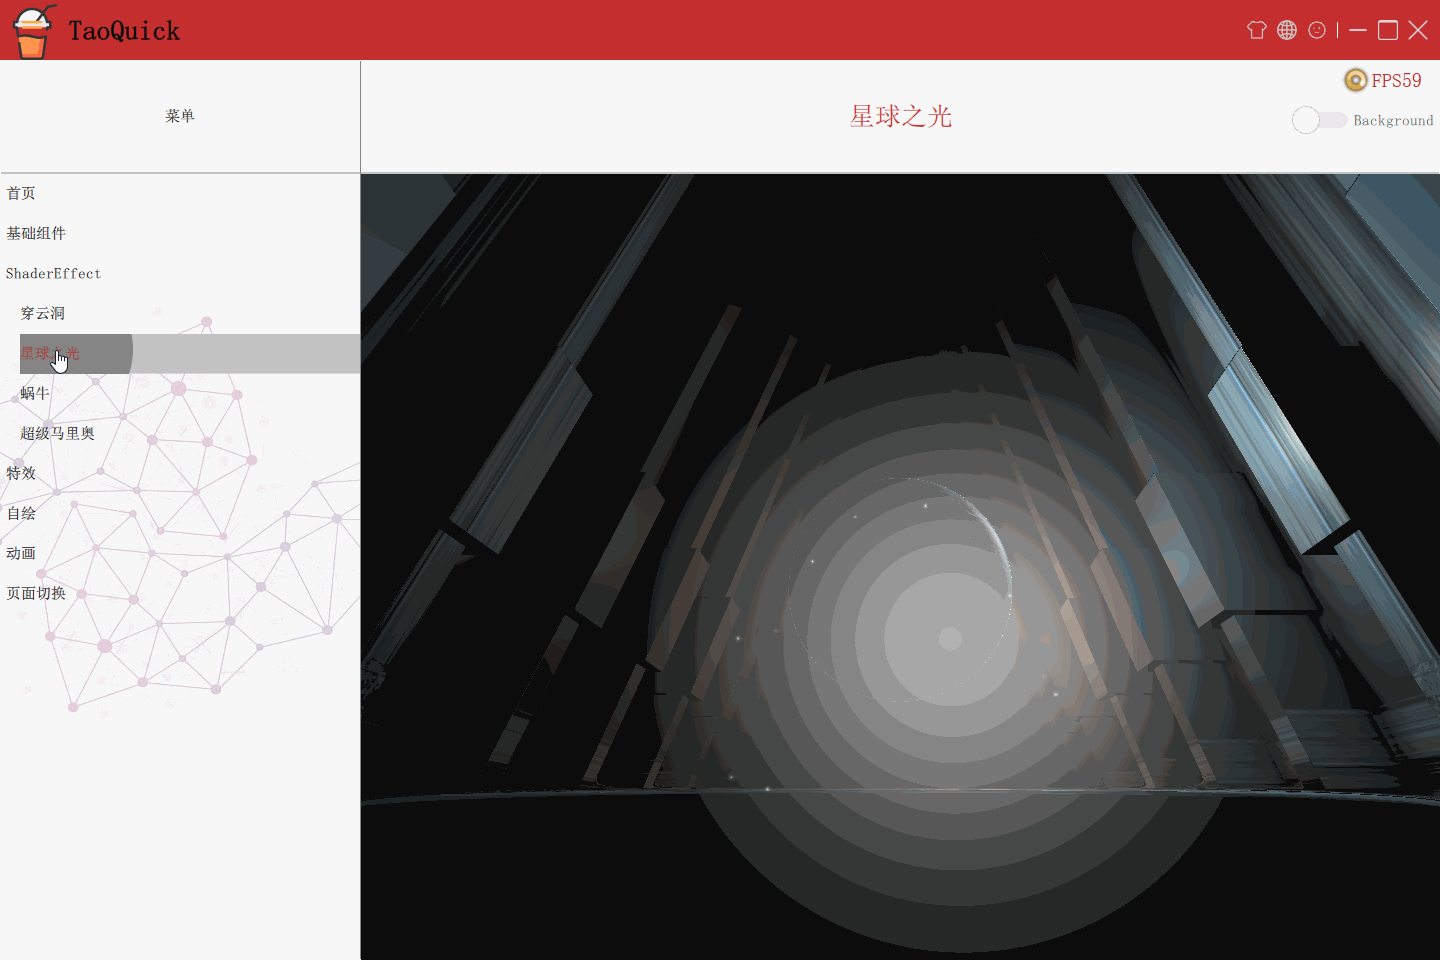 TaoQuick
FPS59
菜单
星球之光
Background
首页
基础组件
ShaderEffect
穿云洞
星球之光
蜗牛
超级马里奥
特效
自绘
动画
页面切换